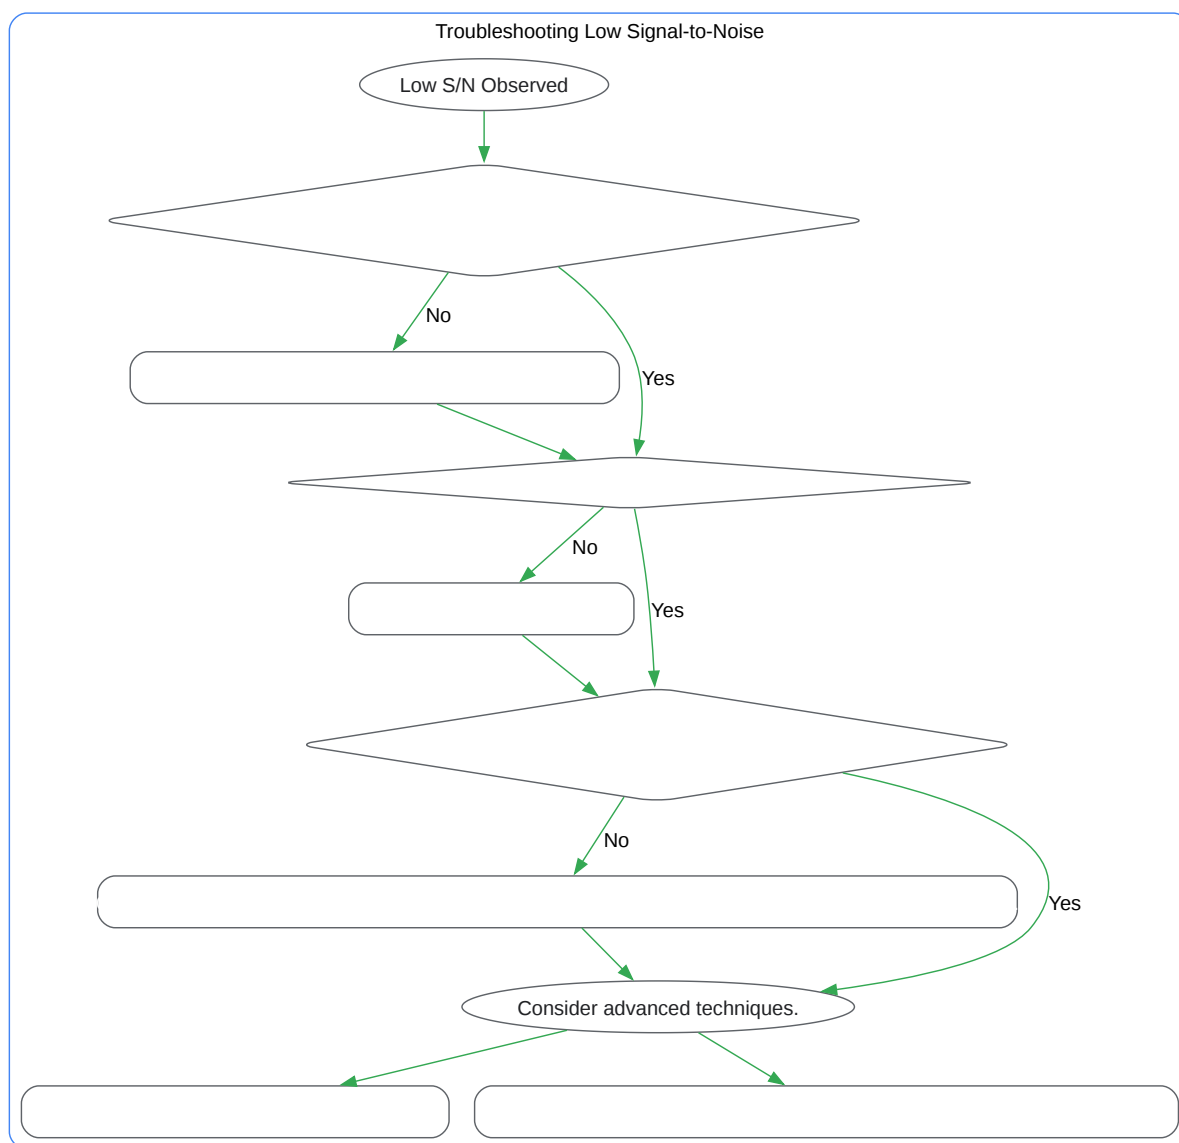 Troubleshooting Low Signal-to-Noise
Low S/N Observed
No
Yes
No
Yes
No
Yes
Consider advanced techniques.